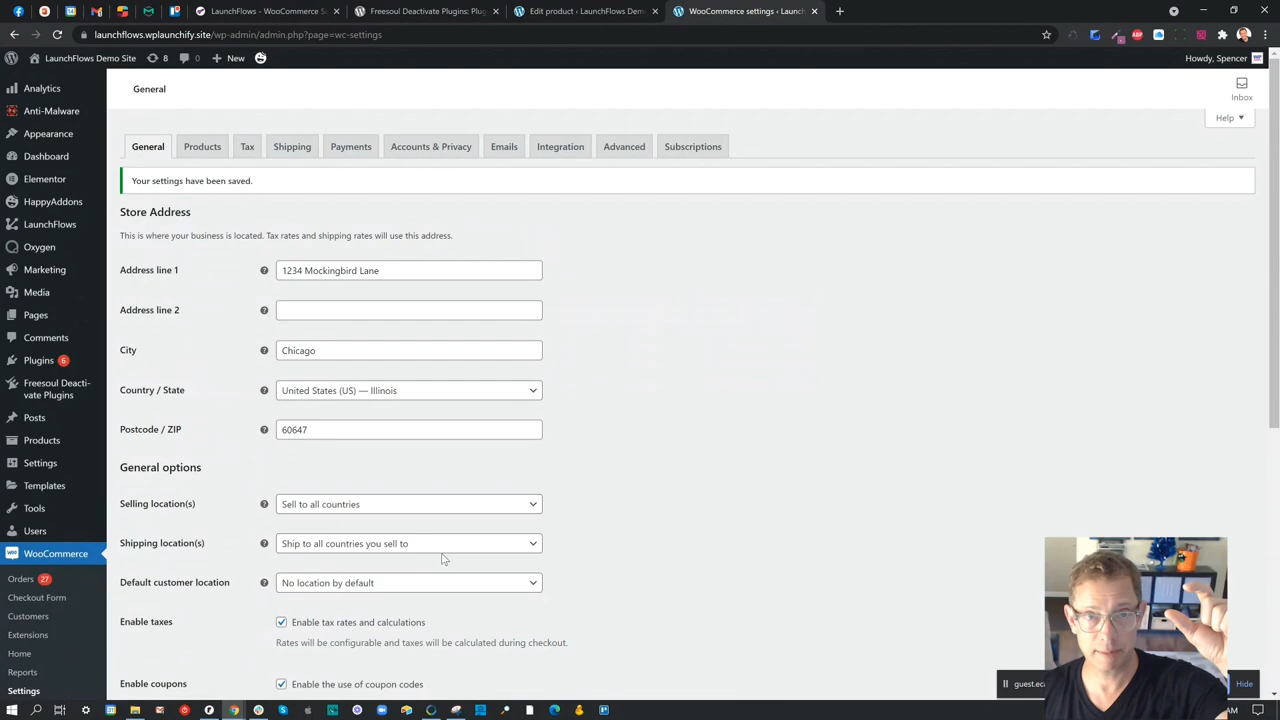 LaunchFlows - WooCommerce S
Freesoul Deactivate Plugins: Plug
Edit product ‹ LaunchFlows Dem
WooCommerce settings ‹ Launch
launchflows.wplaunchify.site/wp-admin/admin.php?page=wc-settings
LaunchFlows Demo Site
8
0
New
Howdy, Spencer
Analytics
Anti-Malware
Appearance
Dashboard
Elementor
HappyAddons
LaunchFlows
Oxygen
Marketing
Media
Pages
Comments
Plugins 6
Freesoul Deacti-
vate Plugins
Posts
Products
Settings
Templates
Tools
Users
WooCommerce
Orders 27
Checkout Form
Customers
Extensions
Home
Reports
Settings
General
Inbox
Help
General Products Tax Shipping Payments Accounts & Privacy Emails Integration Advanced Subscriptions
Your settings have been saved.
Store Address
This is where your business is located. Tax rates and shipping rates will use this address.
Address line 1 1234 Mockingbird Lane
Address line 2
City Chicago
Country / State United States (US) — Illinois
Postcode / ZIP 60647
General options
Selling location(s) Sell to all countries
Shipping location(s) Ship to all countries you sell to
Default customer location No location by default
Enable taxes Enable tax rates and calculations
Rates will be configurable and taxes will be calculated during checkout.
Enable coupons Enable the use of coupon codes
Hide